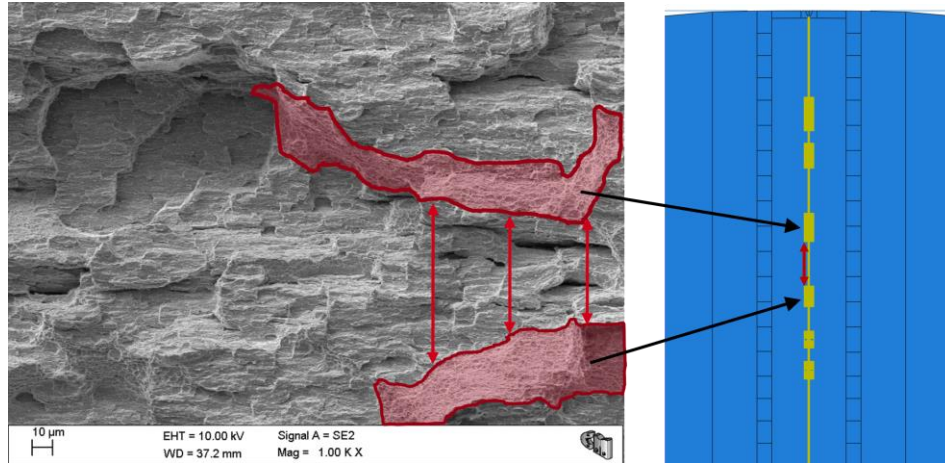 10 µm
EHT = 10.00 kV
Signal A = SE2
WD = 37.2 mm
Mag = 1.00 K X